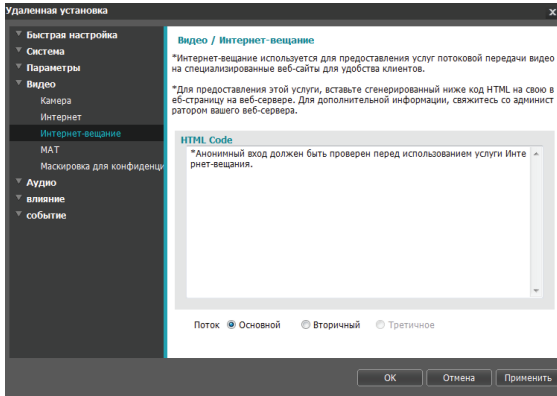 Удаленная установка
x
Быстрая настройка
Система
Параметры
Видео
Камера
Интернет
Интернет-вещание
МАТ
Маскировка для конфиденци
Аудио
влияние
событие
Видео / Интернет-вещание
*Интернет-вещание используется для предоставления услуг потоковой передачи видео
на специализированные веб-сайты для удобства клиентов.
*Для предоставления этой услуги, вставьте сгенерированный ниже код HTML на свою в
еб-страницу на веб-сервере. Для дополнительной информации, свяжитесь со админист
ратором вашего веб-сервера.
HTML Code
*Анонимный вход должен быть проверен перед использованием услуги Инте
рнет-вещания.
Поток Основной Вторичный Третичное
OK Отмена Применить